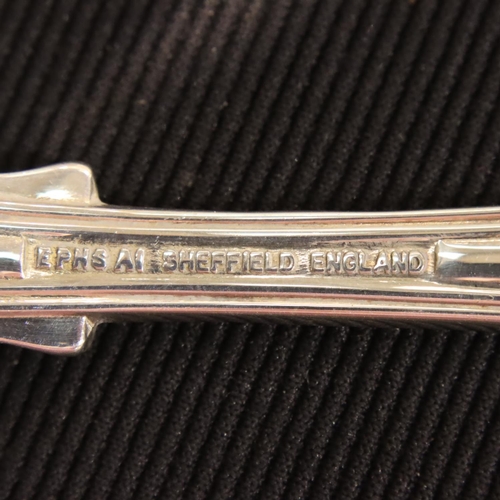 EPNS A1 SHEFFIELD ENGLAND